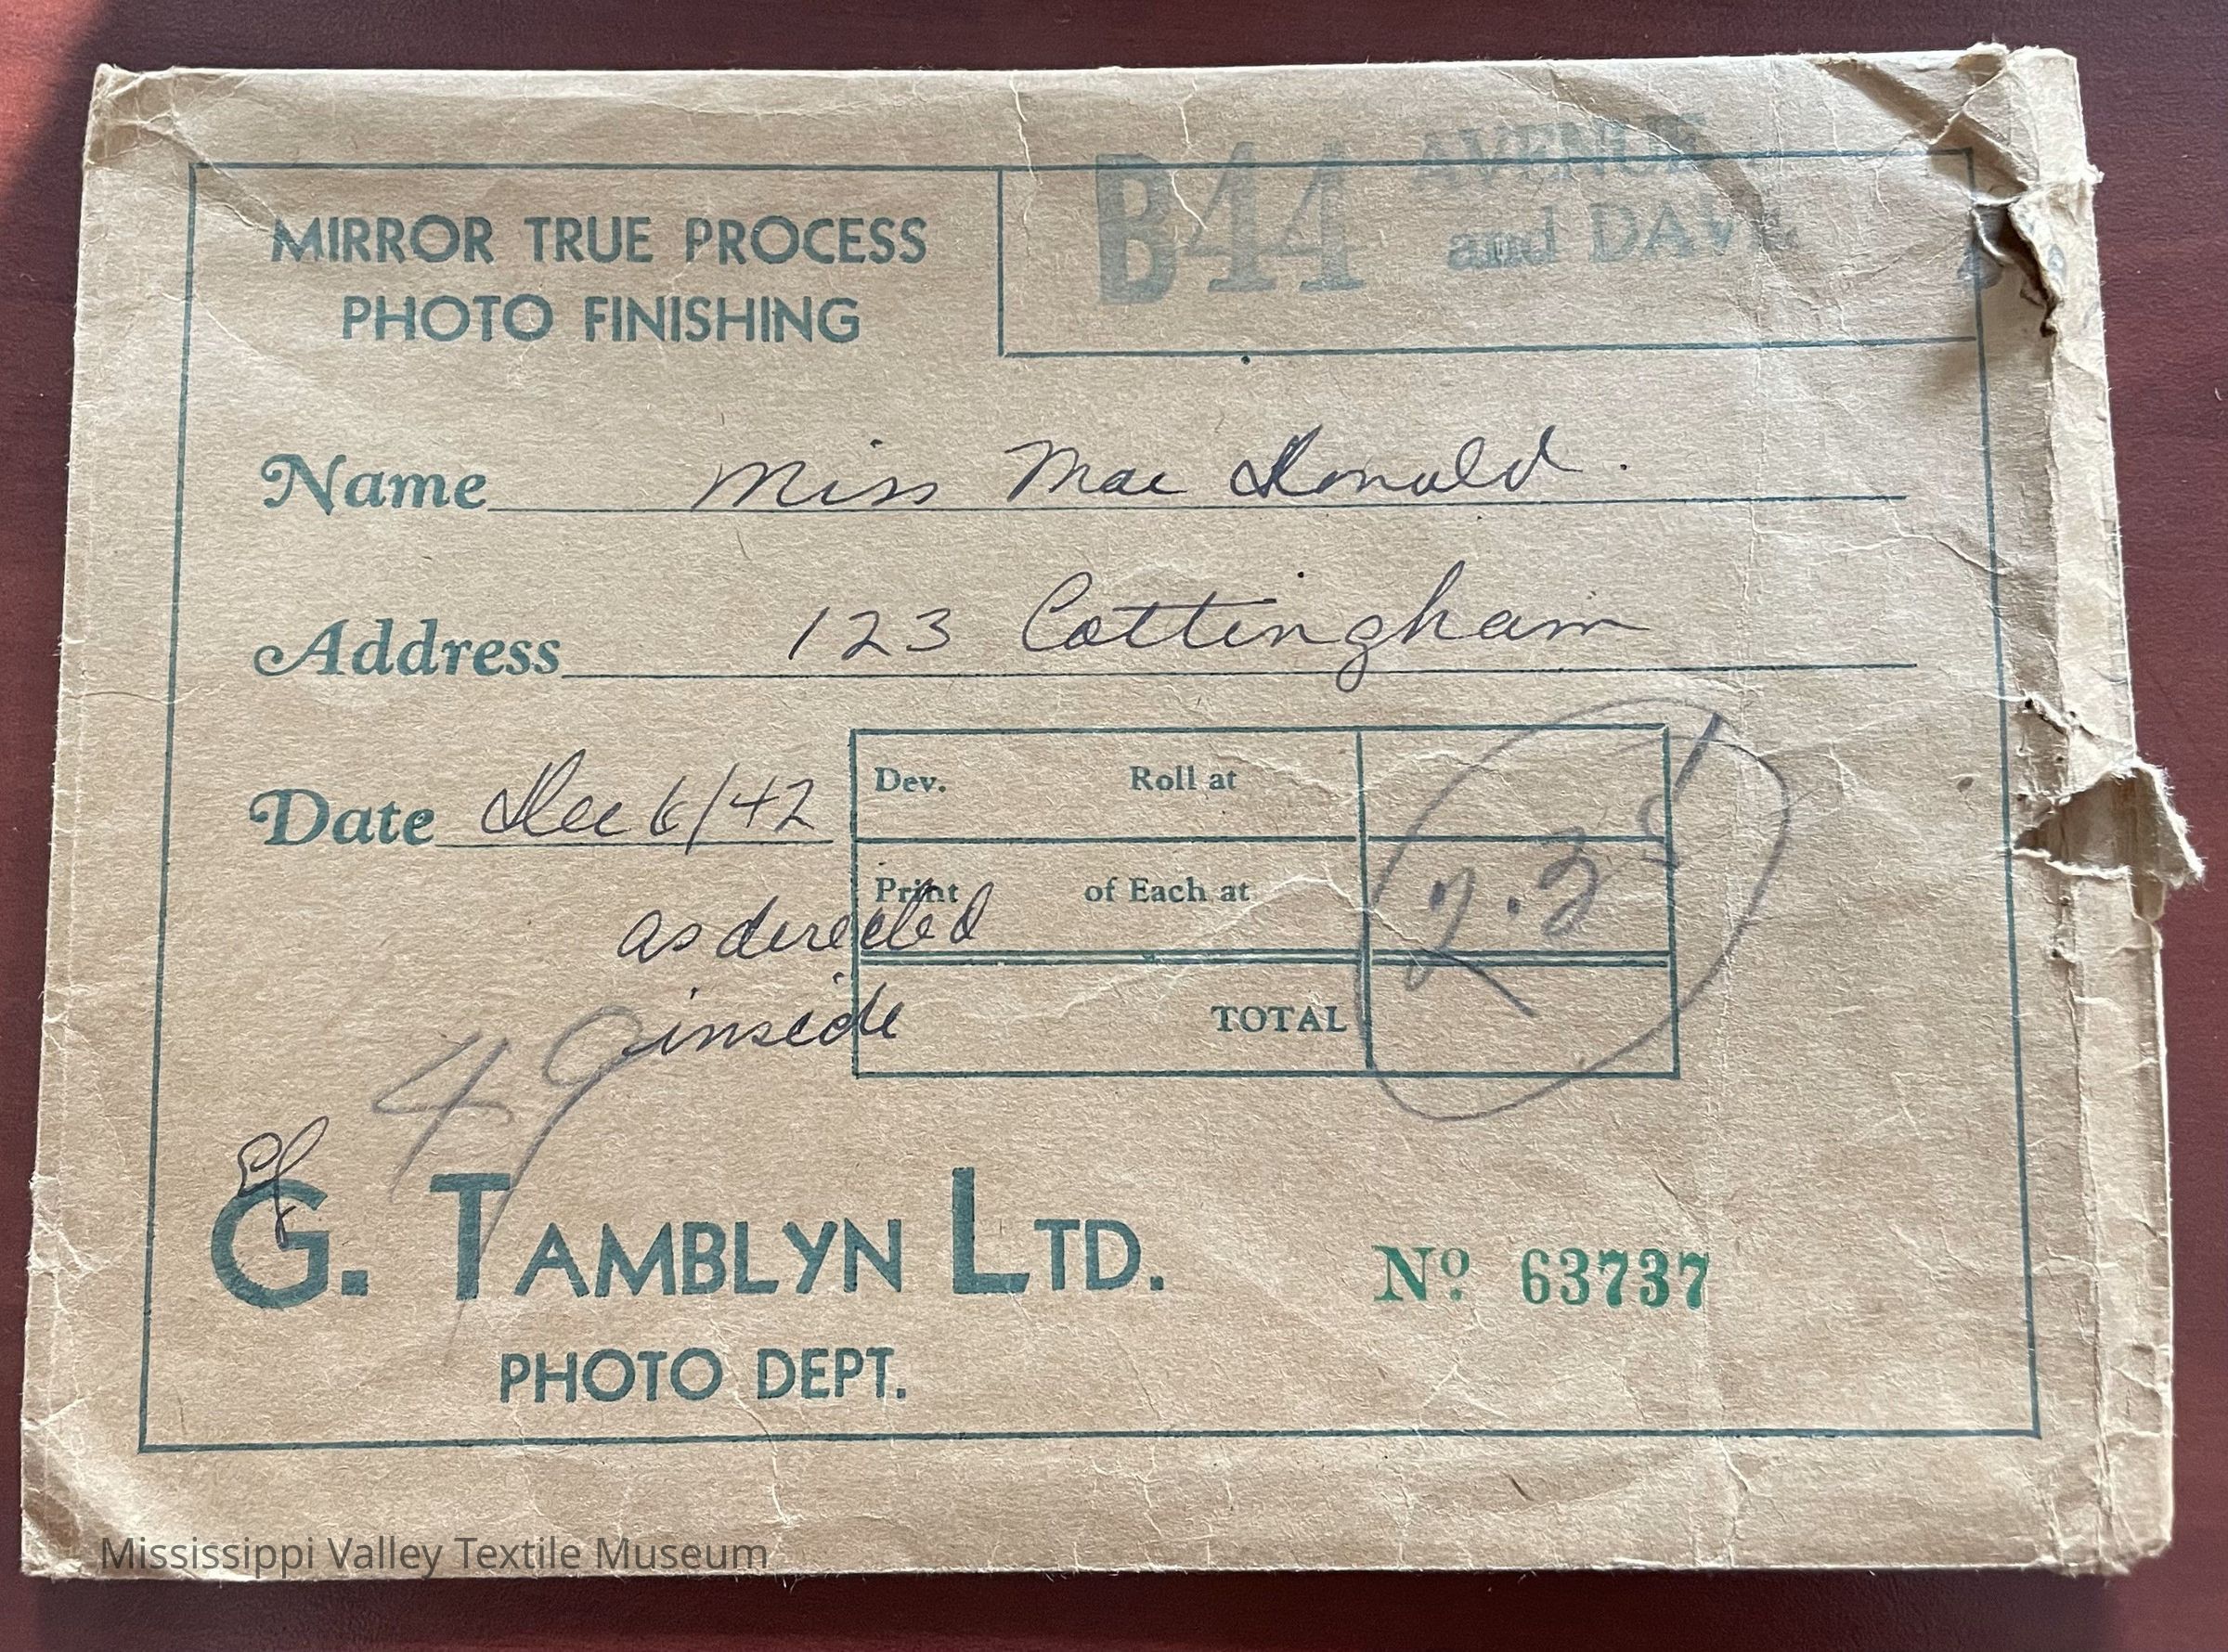 MIRROR TRUE PROCESS
PHOTO FINISHING
B44 AVENUE
and DAV
Name Miss MacDonald.
Address 123 Cottingham
Date Dec 6/42
Dev. Roll at
Print of Each at
as directed
inside
TOTAL
49
G. TAMBLYN LTD.
PHOTO DEPT.
No. 63737
Mississippi Valley Textile Museum